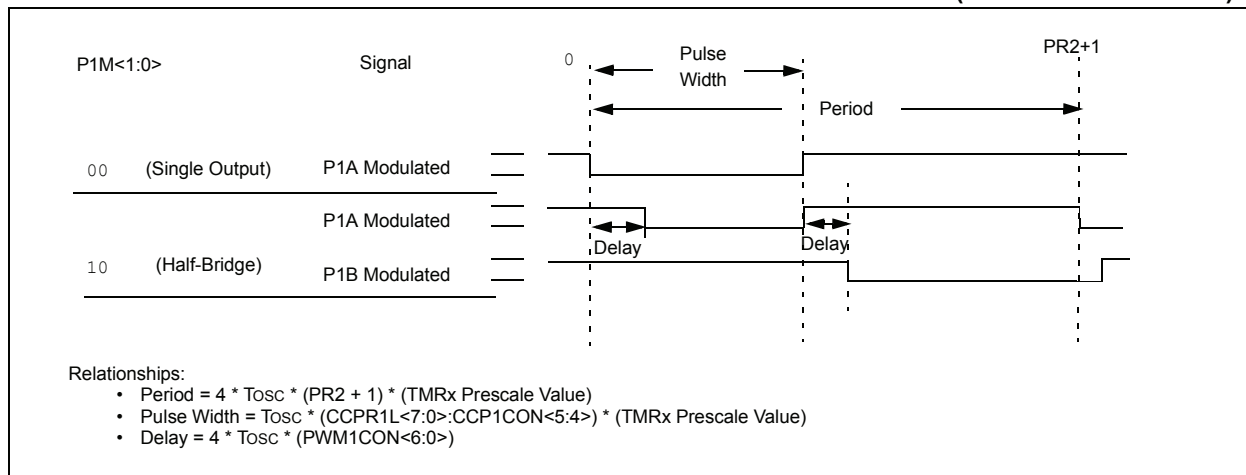 P1M<1:0>
Signal
0
Pulse
Width
PR2+1
Period
00
(Single Output)
P1A Modulated
P1A Modulated
Delay
Delay
10
(Half-Bridge)
P1B Modulated
Relationships:
• Period = 4 * TOSC * (PR2 + 1) * (TMRx Prescale Value)
• Pulse Width = TOSC * (CCPR1L<7:0>:CCP1CON<5:4>) * (TMRx Prescale Value)
• Delay = 4 * TOSC * (PWM1CON<6:0>)